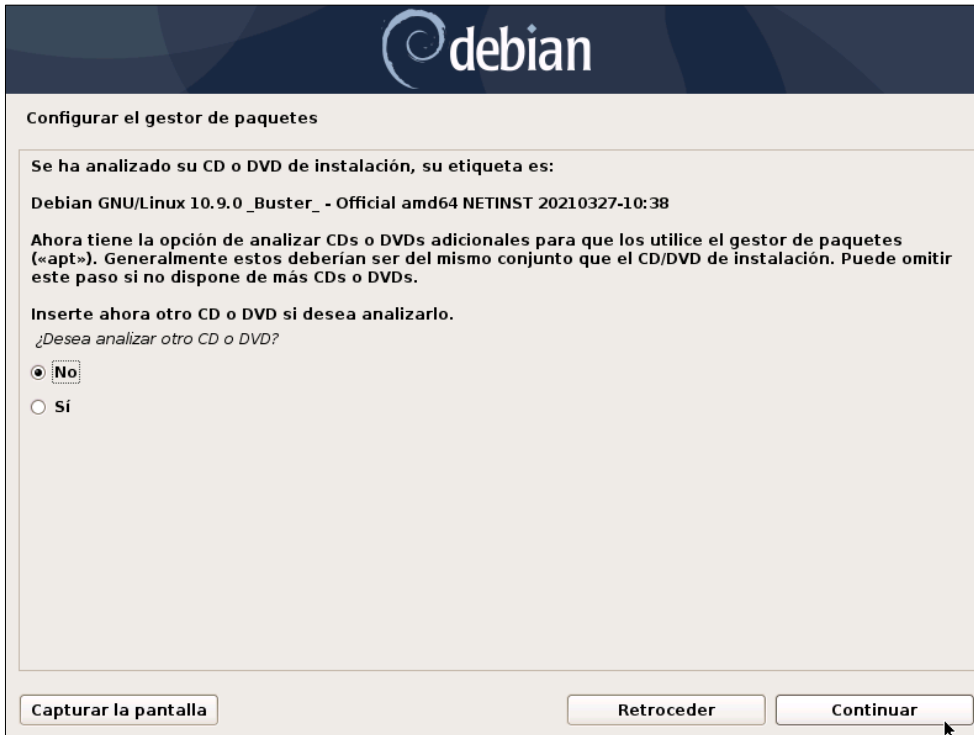 debian
Configurar el gestor de paquetes
Se ha analizado su CD o DVD de instalación, su etiqueta es:
Debian GNU/Linux 10.9.0 _Buster_ - Official amd64 NETINST 20210327-10:38
Ahora tiene la opción de analizar CDs o DVDs adicionales para que los utilice el gestor de paquetes
(«apt»). Generalmente estos deberían ser del mismo conjunto que el CD/DVD de instalación. Puede omitir
este paso si no dispone de más CDs o DVDs.
Inserte ahora otro CD o DVD si desea analizarlo.
¿Desea analizar otro CD o DVD?
No
Sí
Capturar la pantalla
Retroceder
Continuar